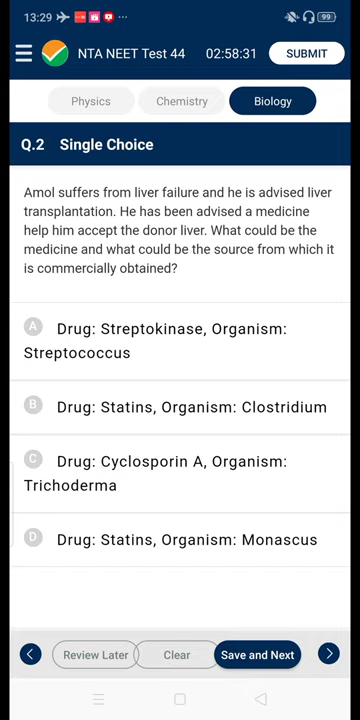 13:29
99
NTA NEET Test 44 02:58:31 SUBMIT
Physics Chemistry Biology
Q.2 Single Choice
Amol suffers from liver failure and he is advised liver
transplantation. He has been advised a medicine
help him accept the donor liver. What could be the
medicine and what could be the source from which it
is commercially obtained?
A Drug: Streptokinase, Organism:
Streptococcus
B Drug: Statins, Organism: Clostridium
C Drug: Cyclosporin A, Organism:
Trichoderma
D Drug: Statins, Organism: Monascus
Review Later Clear Save and Next